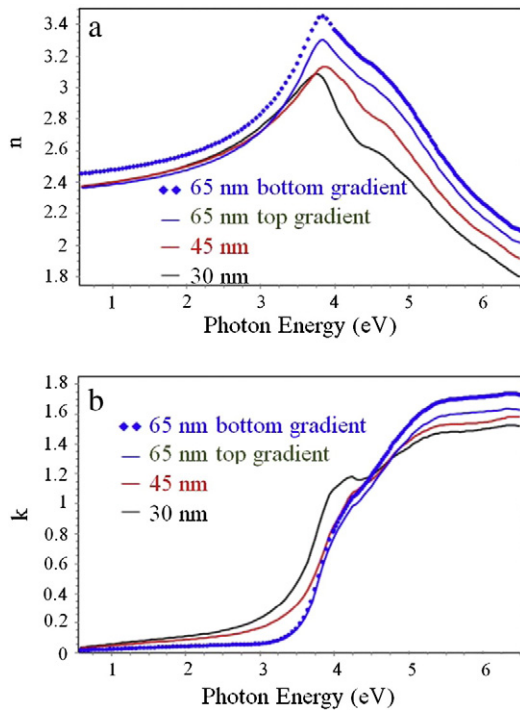 a
3.4
3.2
3
2.8
2.6
2.4
2.2
2
1.8
n
65 nm bottom gradient
65 nm top gradient
45 nm
30 nm
1 2 3 4 5 6
Photon Energy (eV)
b
1.8
1.6
1.4
1.2
1
0.8
0.6
0.4
0.2
0
k
65 nm bottom gradient
65 nm top gradient
45 nm
30 nm
1 2 3 4 5 6
Photon Energy (eV)